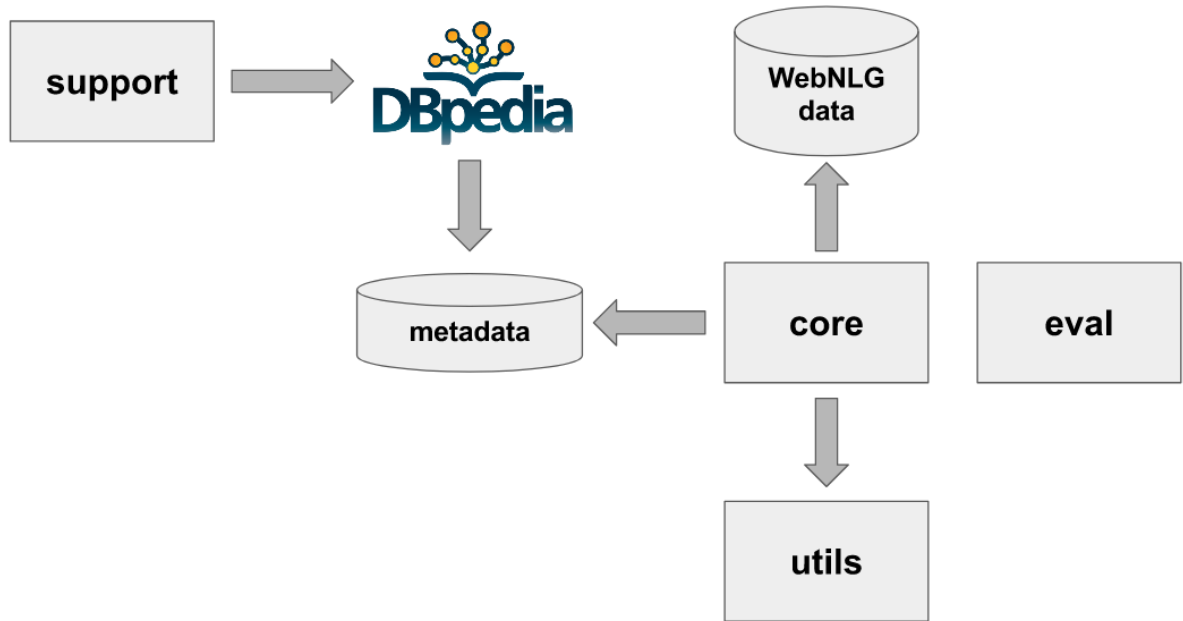 support
DBpedia
WebNLG
data
metadata
core
eval
utils